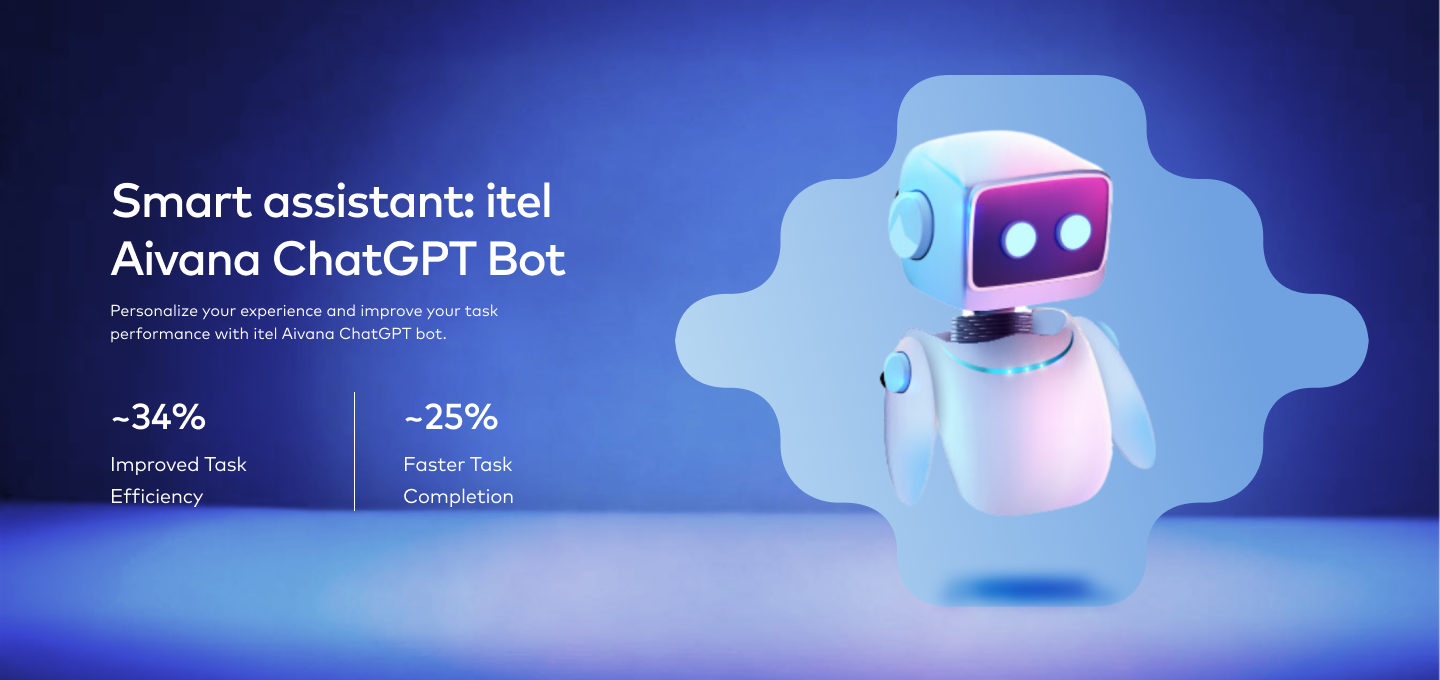 Smart assistant: itel
Aivana ChatGPT Bot
Personalize your experience and improve your task
performance with itel Aivana ChatGPT bot.
~34%
Improved Task
Efficiency
~25%
Faster Task
Completion